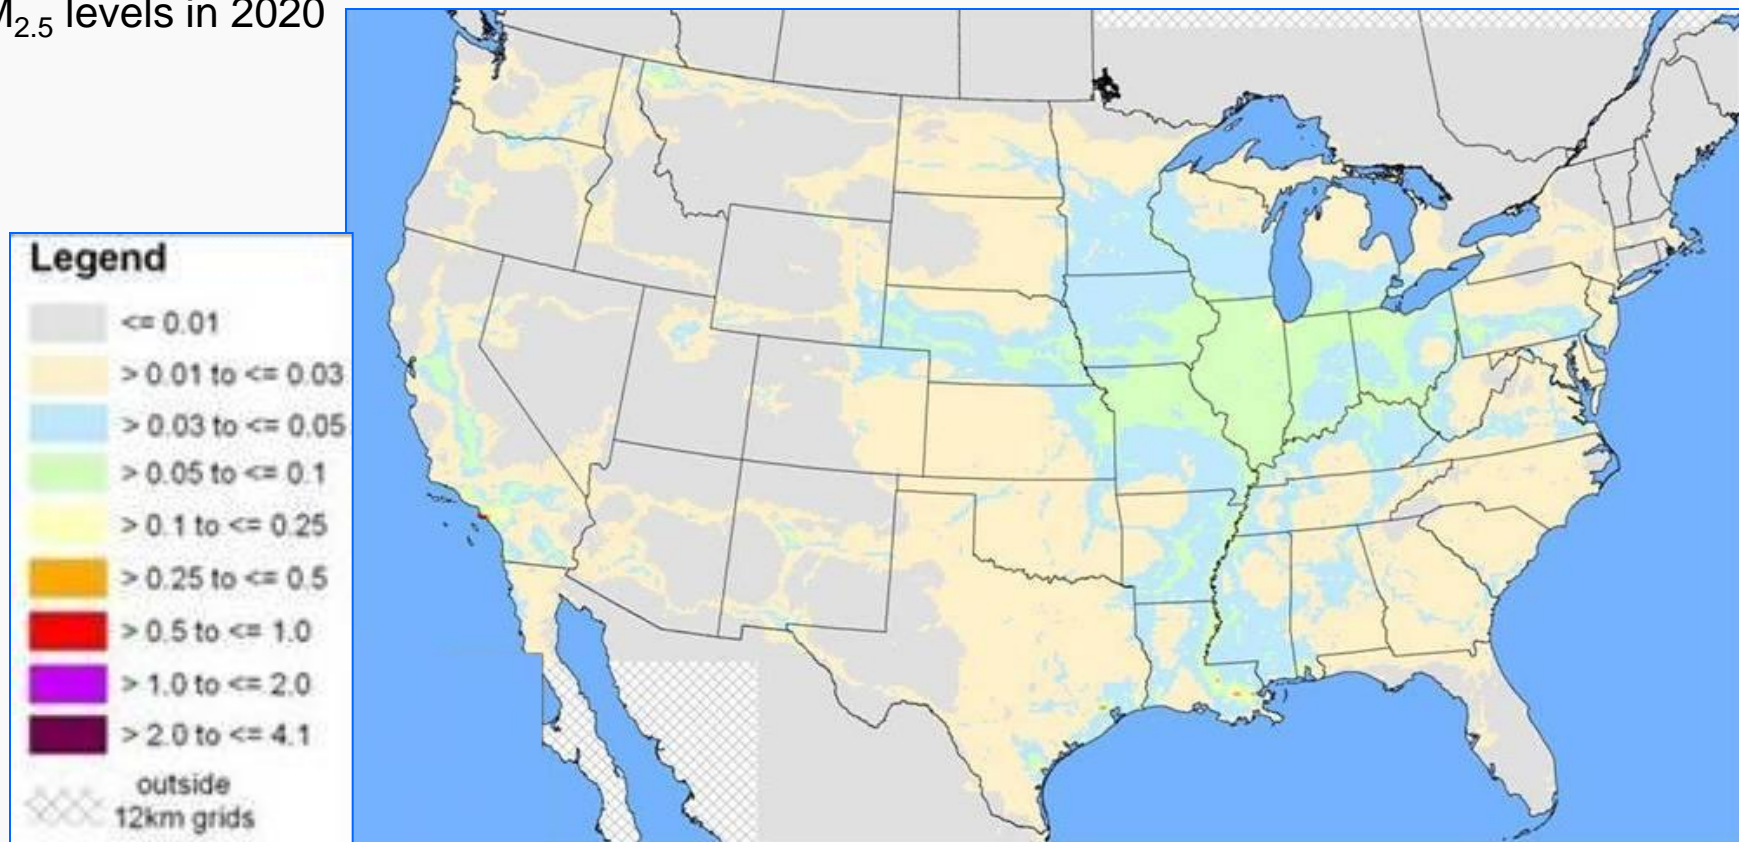 M2.5 levels in 2020
Legend
<= 0.01
> 0.01 to <= 0.03
> 0.03 to <= 0.05
> 0.05 to <= 0.1
> 0.1 to <= 0.25
> 0.25 to <= 0.5
> 0.5 to <= 1.0
> 1.0 to <= 2.0
> 2.0 to <= 4.1
outside
12km grids